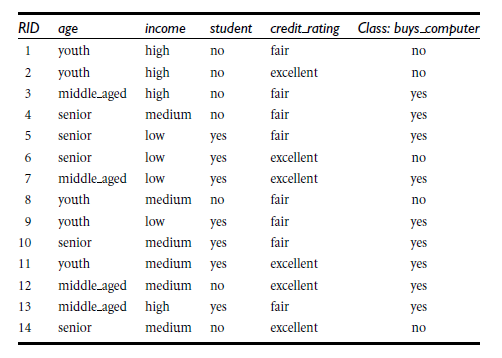 RID age income student credit_rating Class: buys_computer
1 youth high no fair no
2 youth high no excellent no
3 middle_aged high no fair yes
4 senior medium no fair yes
5 senior low yes fair yes
6 senior low yes excellent no
7 middle_aged low yes excellent yes
8 youth medium no fair no
9 youth low yes fair yes
10 senior medium yes fair yes
11 youth medium yes excellent yes
12 middle_aged medium no excellent yes
13 middle_aged high yes fair yes
14 senior medium no excellent no